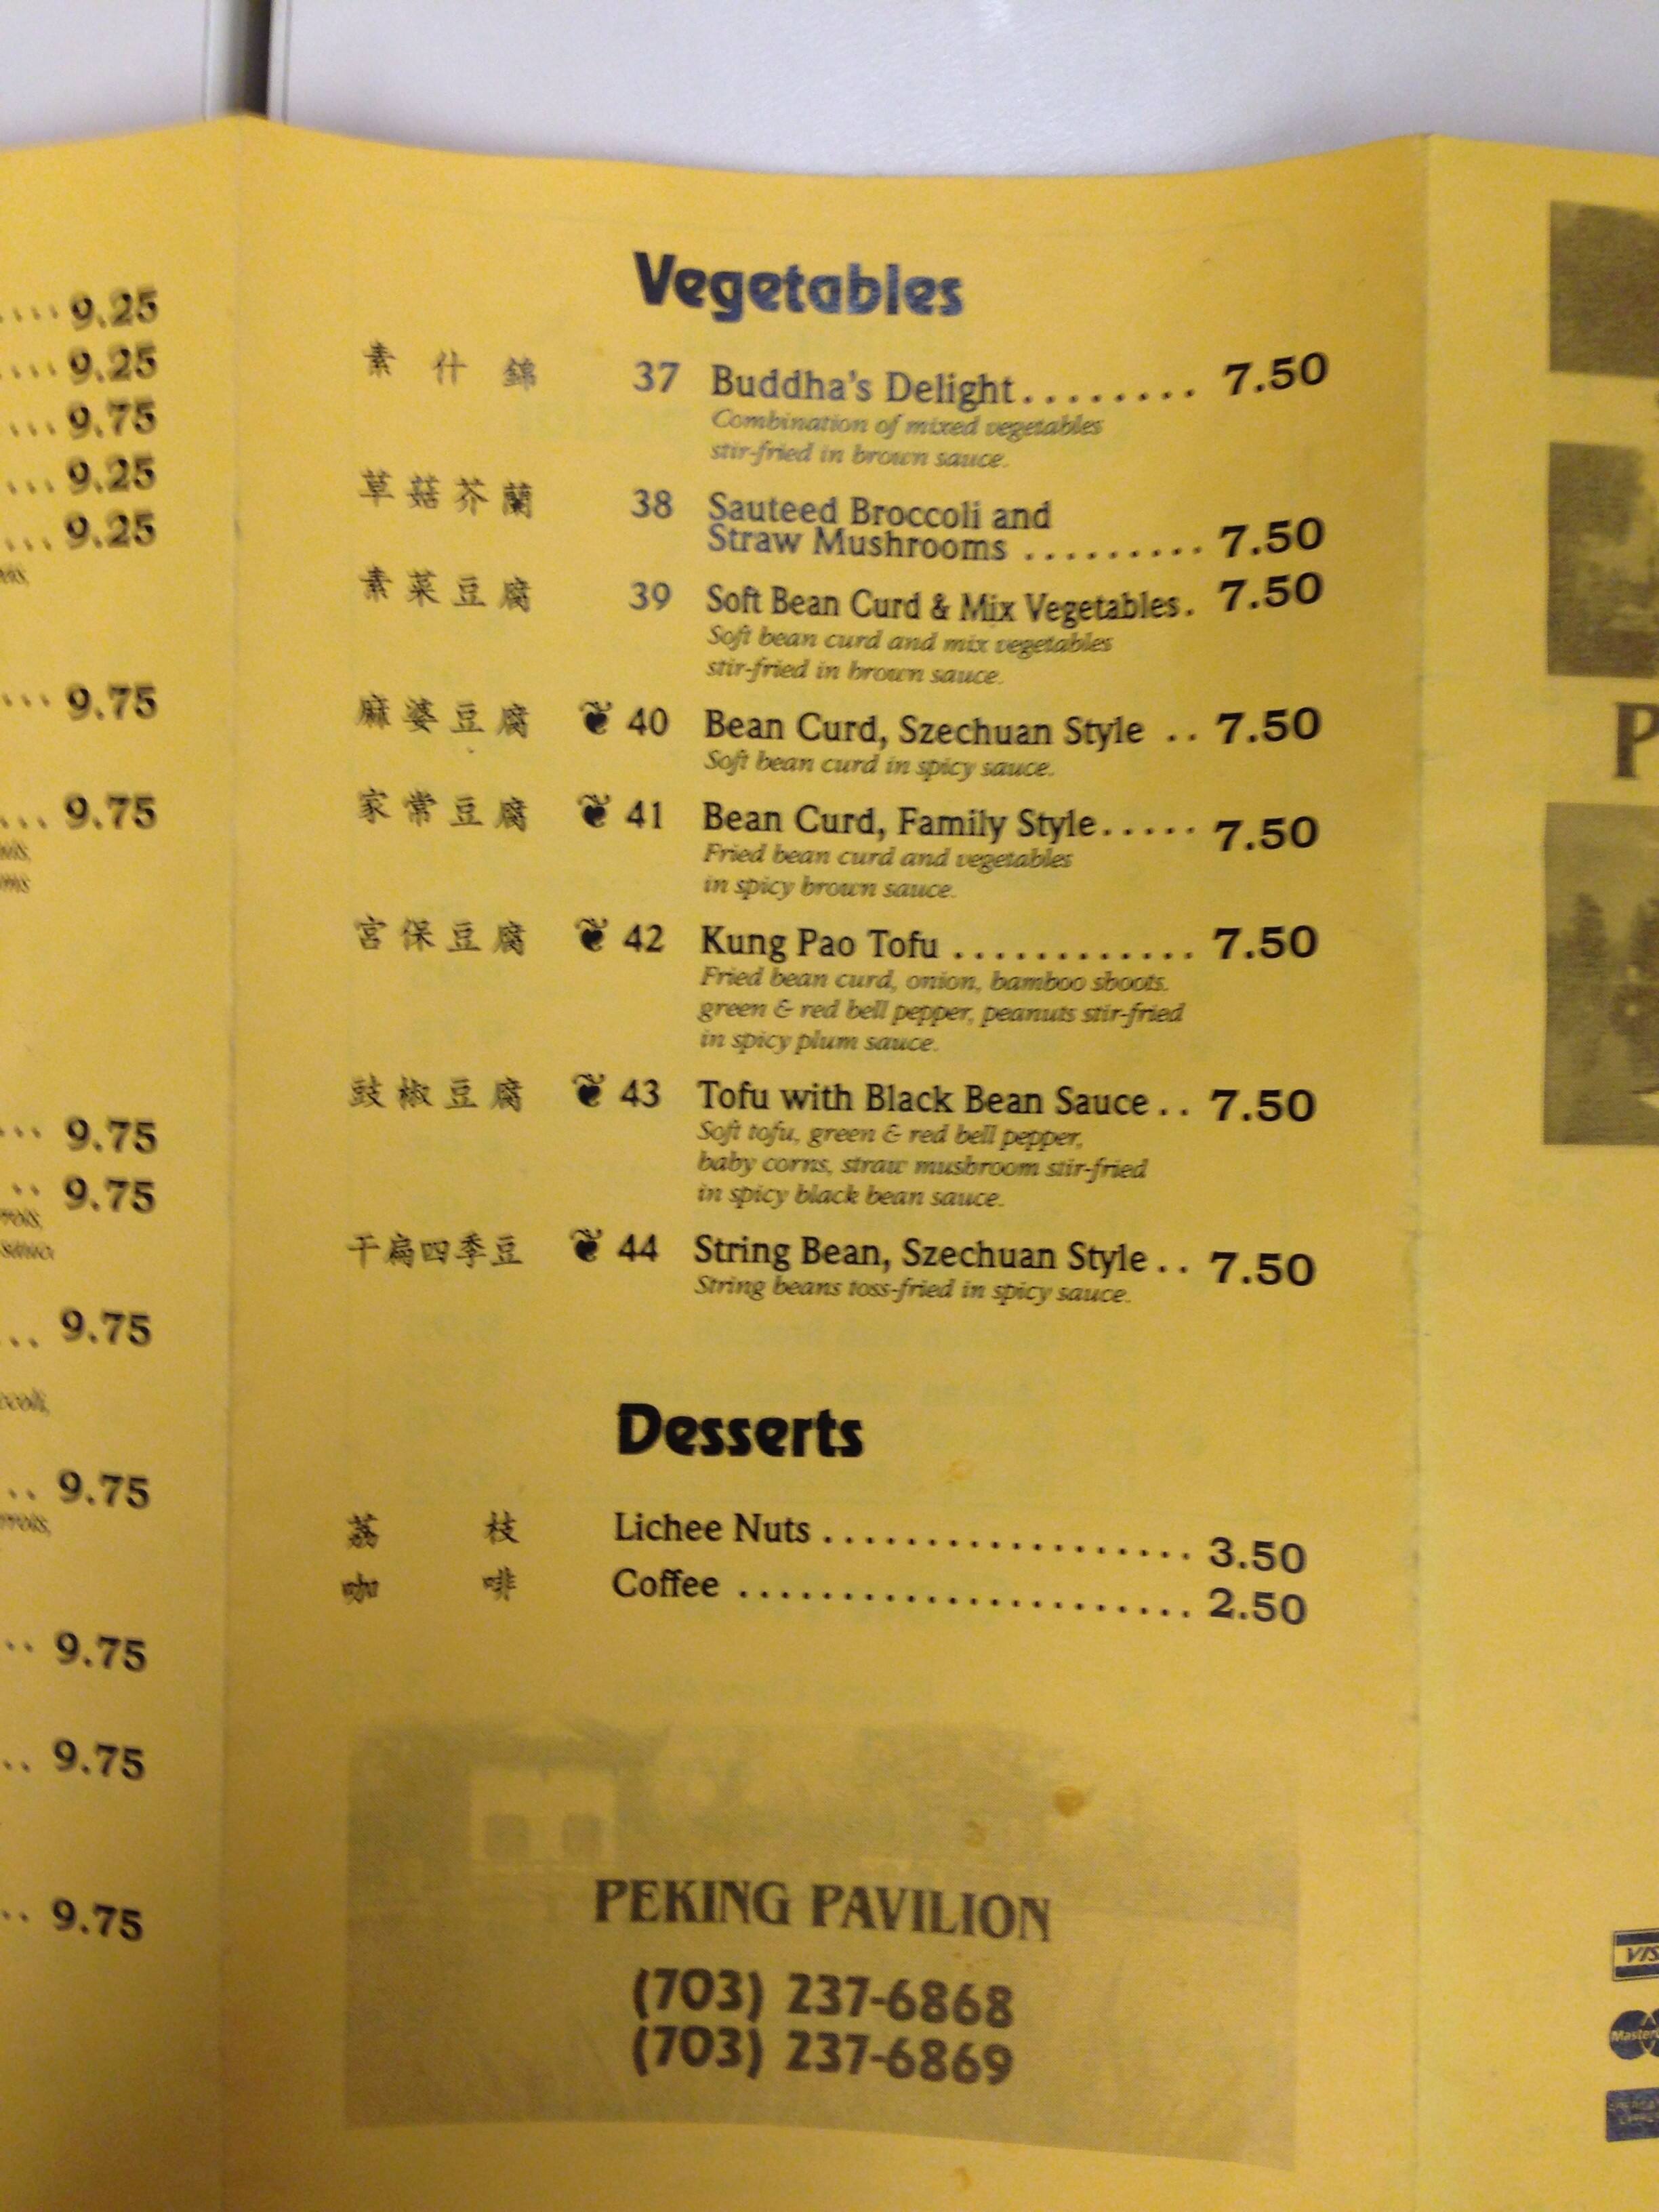 9.25
9.25
9.75
9.25
9.25
9.75
9.75
9.75
9.75
9.75
9.75
9.75
9.75
9.75
Vegetables
素什錦 37 Buddha's Delight........ 7.50
Combination of mixed vegetables
stir-fried in brown sauce.
草菇芥蘭 38 Sauteed Broccoli and
Straw Mushrooms ......... 7.50
素菜豆腐 39 Soft Bean Curd & Mix Vegetables. 7.50
Soft bean curd and mix vegetables
stir-fried in brown sauce.
麻婆豆腐 40 Bean Curd, Szechuan Style .. 7.50
Soft bean curd in spicy sauce.
家常豆腐 41 Bean Curd, Family Style..... 7.50
Fried bean curd and vegetables
in spicy brown sauce.
宮保豆腐 42 Kung Pao Tofu ............ 7.50
Fried bean curd, onion, bamboo shoots.
green & red bell pepper, peanuts stir-fried
in spicy plum sauce.
豉椒豆腐 43 Tofu with Black Bean Sauce .. 7.50
Soft tofu, green & red bell pepper,
baby corns, straw mushroom stir-fried
in spicy black bean sauce.
干扁四季豆 44 String Bean, Szechuan Style .. 7.50
String beans toss-fried in spicy sauce.
Desserts
荔枝 Lichee Nuts ................... 3.50
咖啡 Coffee ....................... 2.50
PEKING PAVILION
(703) 237-6868
(703) 237-6869
P